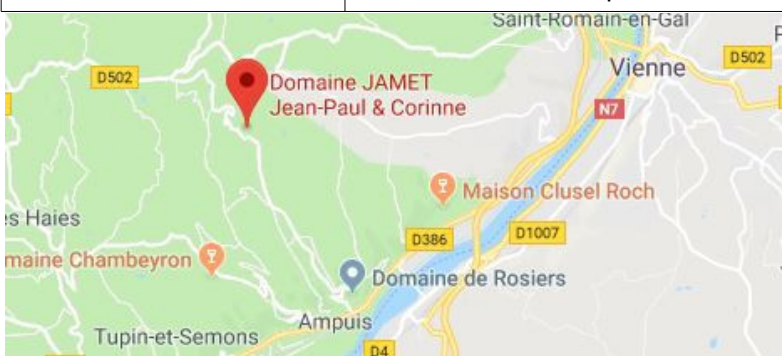 Saint-Romain-en-Gal
D502
Vienne
D502
Domaine JAMET
Jean-Paul & Corinne
N7
Maison Clusel Roch
es Haies
D386
D1007
maine Chambeyron
Domaine de Rosiers
Ampuis
Tupin-et-Semons
D4